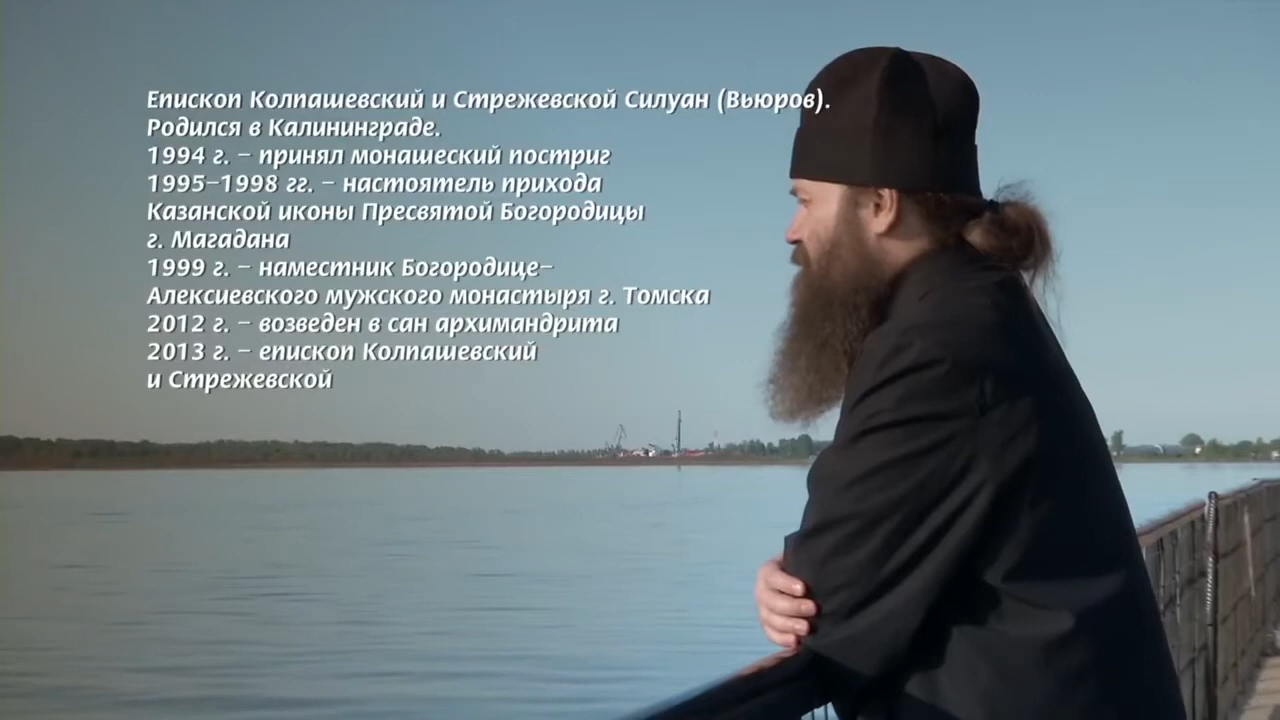 Епископ Колпашевский и Стрежевской Силуан (Вьюров).
Родился в Калининграде.
1994 г. – принял монашеский постриг
1995–1998 гг. – настоятель прихода
Казанской иконы Пресвятой Богородицы
г. Магадана
1999 г. – наместник Богородице–
Алексиевского мужского монастыря г. Томска
2012 г. – возведен в сан архимандрита
2013 г. – епископ Колпашевский
и Стрежевской